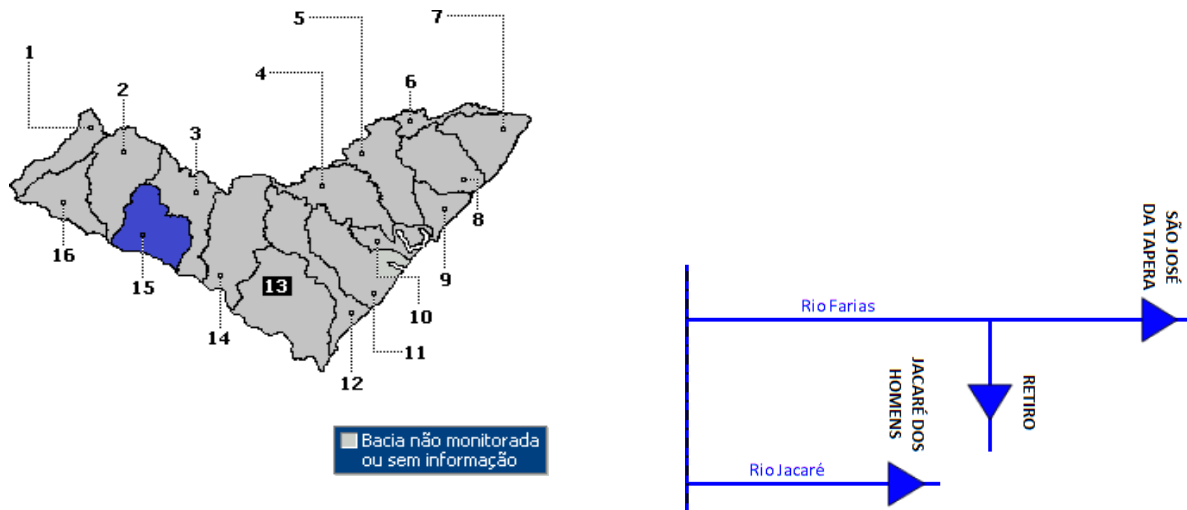 1
2
3
4
5
6
7
8
9
10
11
12
13
14
15
16
Bacia não monitorada
ou sem informação
Rio Farias
SÃO JOSÉ
DA TAPERA
RETIRO
JACARÉ DOS
HOMENS
Rio Jacaré